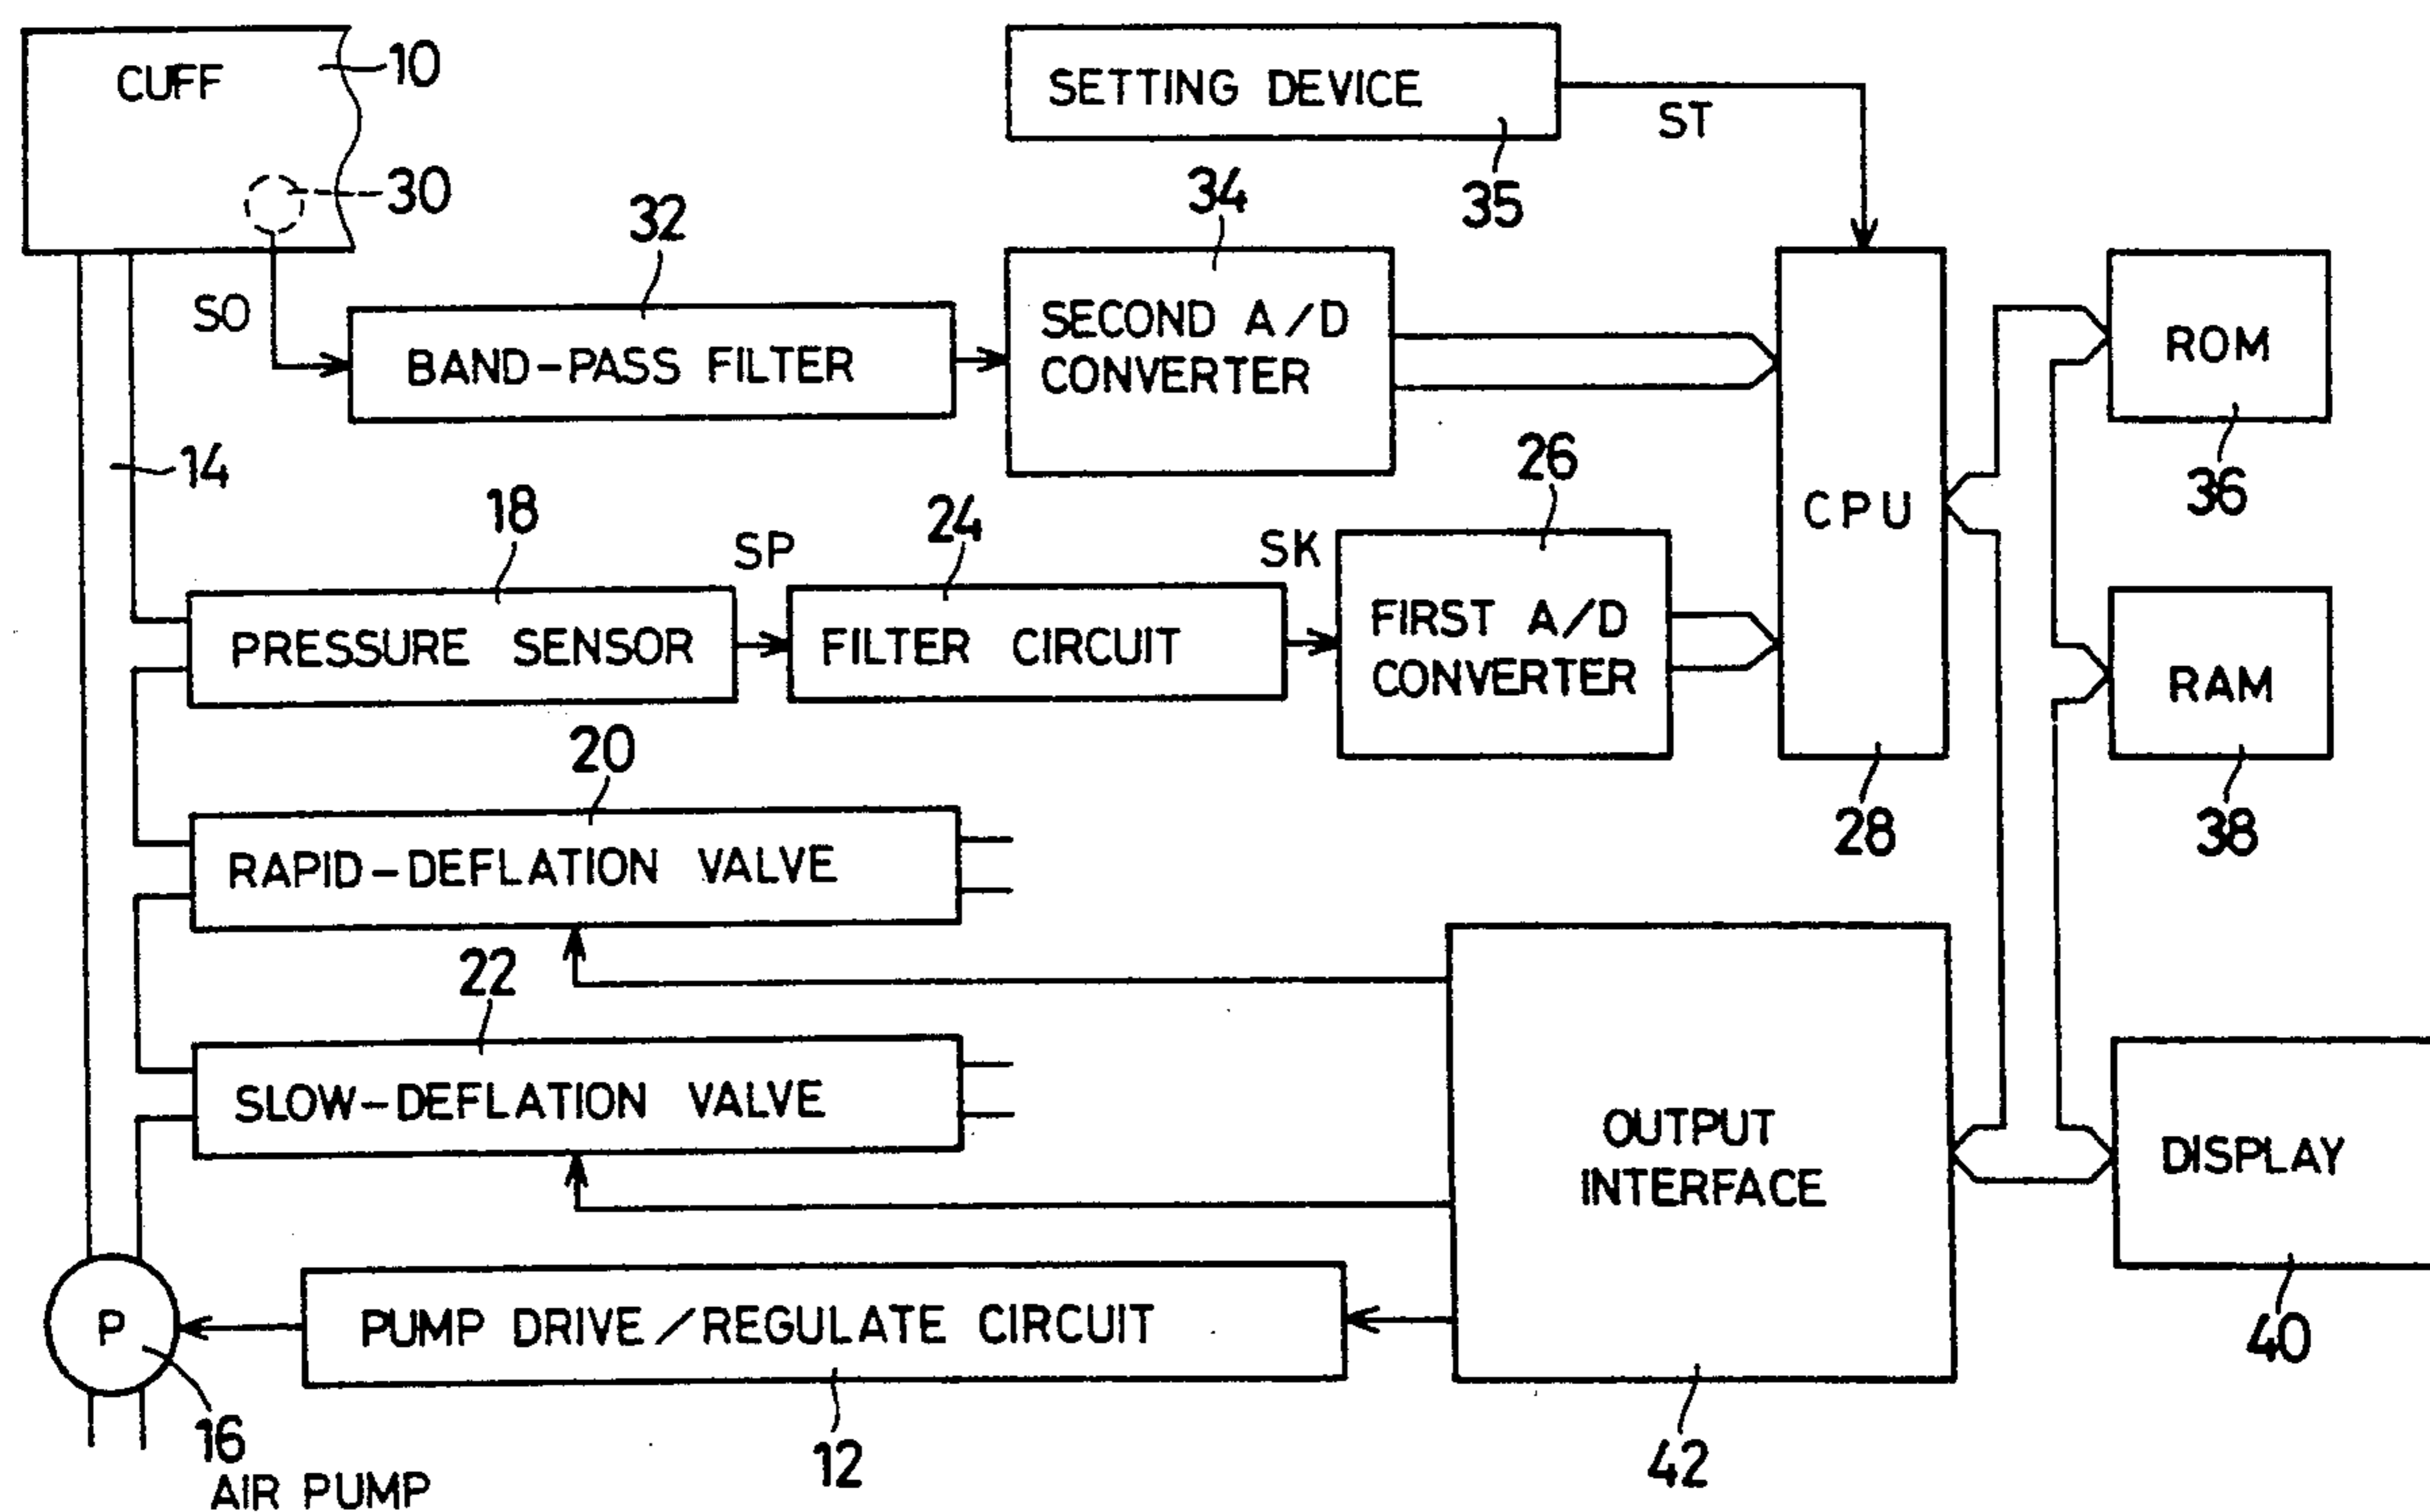 CUFF
10
30
SETTING DEVICE
35
ST
SO
32
BAND-PASS FILTER
34
SECOND A/D
CONVERTER
14
18
PRESSURE SENSOR
SP
24
FILTER CIRCUIT
SK
26
FIRST A/D
CONVERTER
CPU
28
ROM
36
RAM
38
20
RAPID-DEFLATION VALVE
22
SLOW-DEFLATION VALVE
OUTPUT
INTERFACE
42
DISPLAY
40
P
16
AIR PUMP
PUMP DRIVE/REGULATE CIRCUIT
12